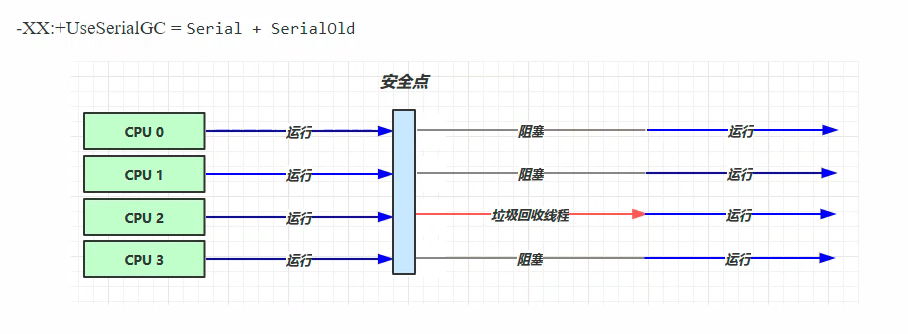 -XX:+UseSerialGC = Serial + SerialOld
安全点
CPU 0 运行 阻塞 运行
CPU 1 运行 阻塞 运行
CPU 2 运行 垃圾回收线程 运行
CPU 3 运行 阻塞 运行